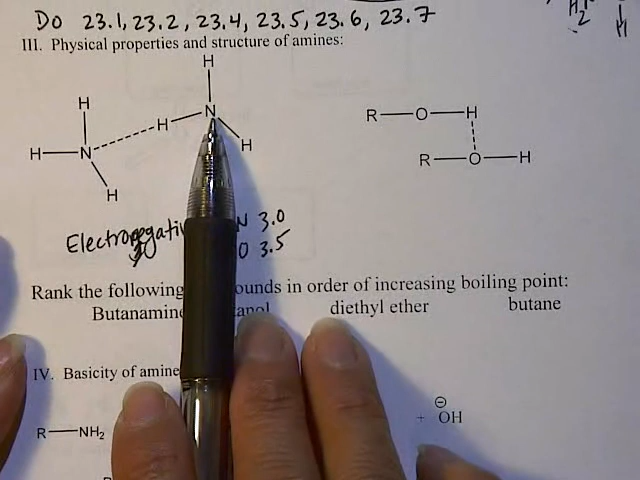 Do 23.1, 23.2, 23.4, 23.5, 23.6, 23.7
III. Physical properties and structure of amines:
H
H
H
N
H
H
N
H
R O H
R O H
N 3.0
O 3.5
Rank the following in order of increasing boiling point:
Butanamine diethyl ether butane
IV. Basicity of amine
R NH₂
+ ⊖OH